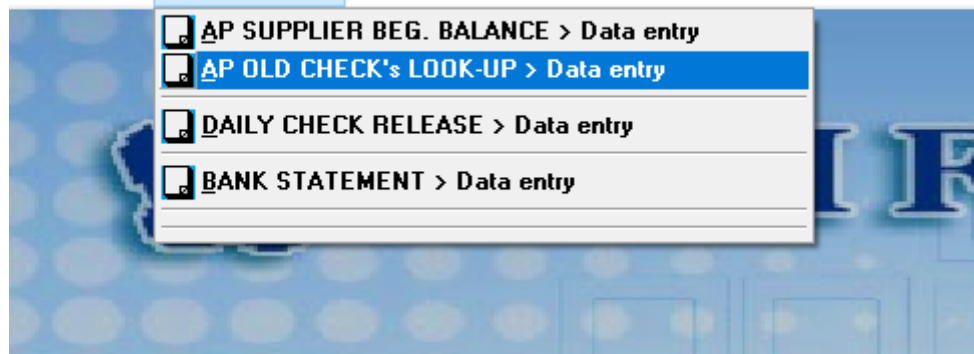 AP SUPPLIER BEG. BALANCE > Data entry
AP OLD CHECK's LOOK-UP > Data entry
DAILY CHECK RELEASE > Data entry
BANK STATEMENT > Data entry